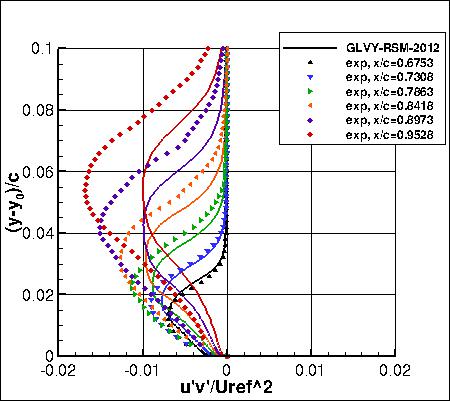 0.1
0.08
0.06
0.04
0.02
0
(y-y0)/c
-0.02
-0.01
0
0.01
0.02
u'v'/Uref^2
GLVY-RSM-2012
exp, x/c=0.6753
exp, x/c=0.7308
exp, x/c=0.7863
exp, x/c=0.8418
exp, x/c=0.8973
exp, x/c=0.9528